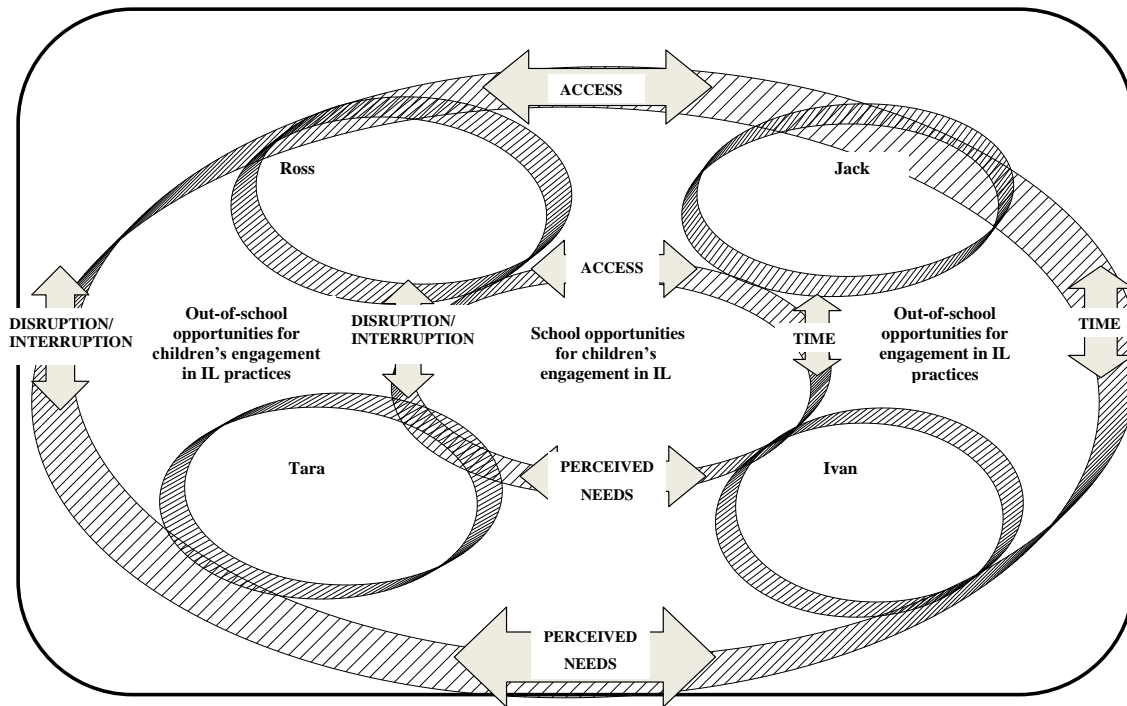 ACCESS
Ross
Jack
ACCESS
DISRUPTION/
INTERRUPTION
Out-of-school
opportunities for
children’s engagement
in IL practices
DISRUPTION/
INTERRUPTION
School opportunities
for children’s
engagement in IL
TIME
Out-of-school
opportunities for
engagement in IL
practices
TIME
Tara
PERCEIVED
NEEDS
Ivan
PERCEIVED
NEEDS